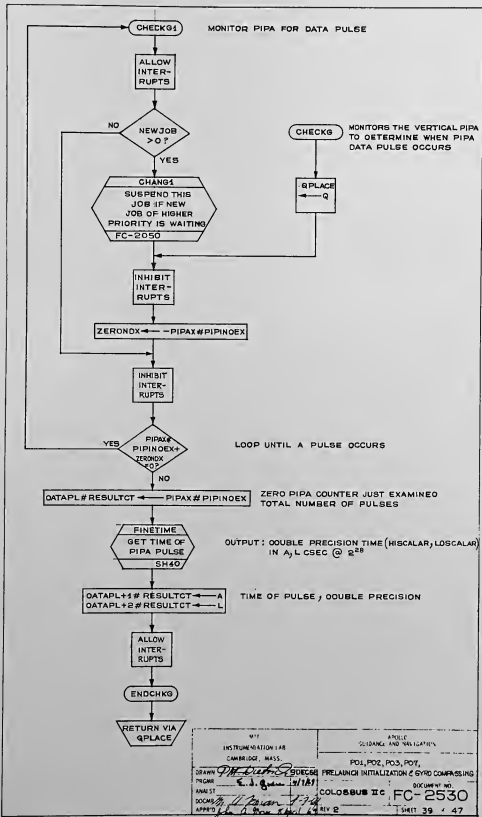 CHECKG1
MONITOR PIPA FOR DATA PULSE
ALLOW
INTER-
RUPTS
NO
NEWJOB
>0?
YES
CHECKG
MONITORS THE VERTICAL PIPA
TO DETERMINE WHEN PIPA
DATA PULSE OCCURS
CHANG1
SUSPEND THIS
JOB IF NEW
JOB OF HIGHER
PRIORITY IS WAITING
FC-2050
QPLACE
← Q
INHIBIT
INTER-
RUPTS
ZERONDX ← -PIPAX#PIPINDEX
INHIBIT
INTER-
RUPTS
YES
PIPAX#
PIPINDEX+
ZERONDX
=0?
LOOP UNTIL A PULSE OCCURS
NO
DATAPL#RESULTCT ← PIPAX#PIPINDEX
ZERO PIPA COUNTER JUST EXAMINED
TOTAL NUMBER OF PULSES
FINETIME
GET TIME OF
PIPA PULSE
SH40
OUTPUT: DOUBLE PRECISION TIME (HISCALAR, LOSCALAR)
IN A, L CSEC @ 2²⁸
DATAPL+1#RESULTCT ← A
DATAPL+2#RESULTCT ← L
TIME OF PULSE, DOUBLE PRECISION
ALLOW
INTER-
RUPTS
ENDCHKG
RETURN VIA
QPLACE
MIT
INSTRUMENTATION LAB
CAMBRIDGE, MASS.
APOLLO
GUIDANCE AND NAVIGATION
DRAWN
PRGMR
ANALST
DOCMR
APPR'D
P01, P02, P03, P07,
PRELAUNCH INITIALIZATION & GYRO COMPASSING
COLOSSUS IIC
DOCUMENT NO.
FC-2530
REV 2
SHEET 39 of 47